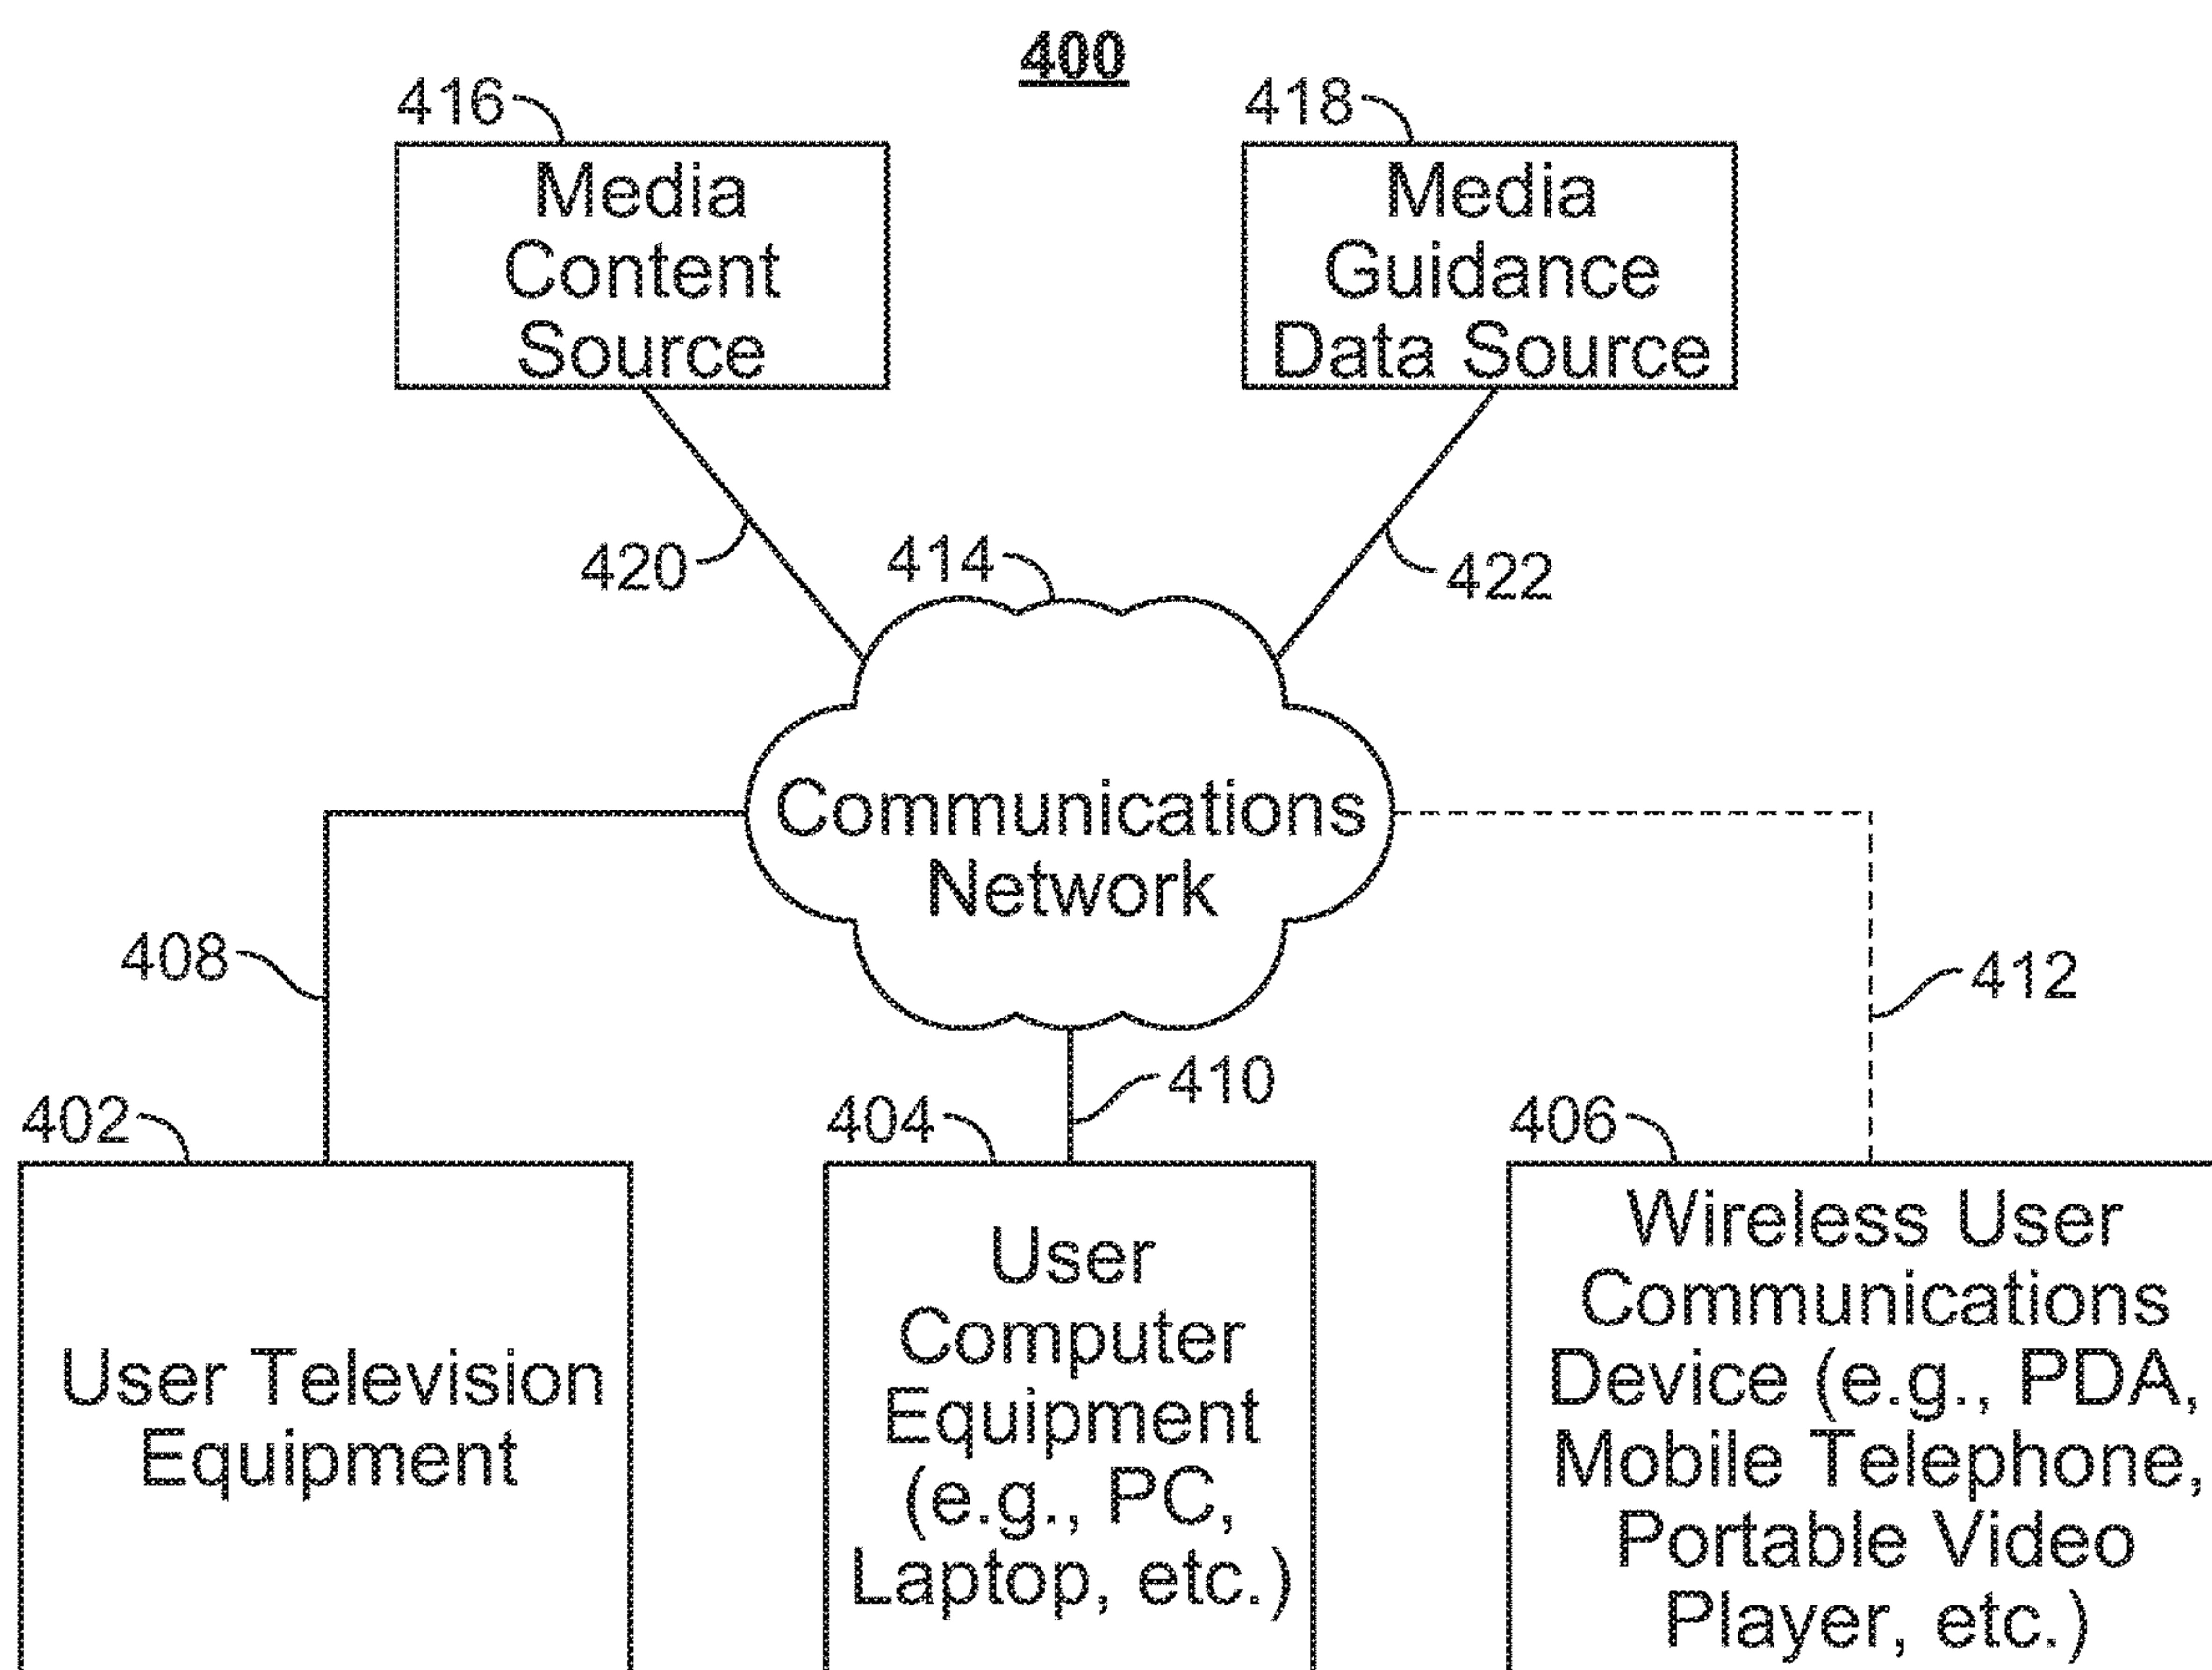 400
416
418
Media
Content
Source
Media
Guidance
Data Source
420
414
422
Communications
Network
408
412
410
402
404
406
User Television
Equipment
User
Computer
Equipment
(e.g., PC,
Laptop, etc.)
Wireless User
Communications
Device (e.g., PDA,
Mobile Telephone,
Portable Video
Player, etc.)